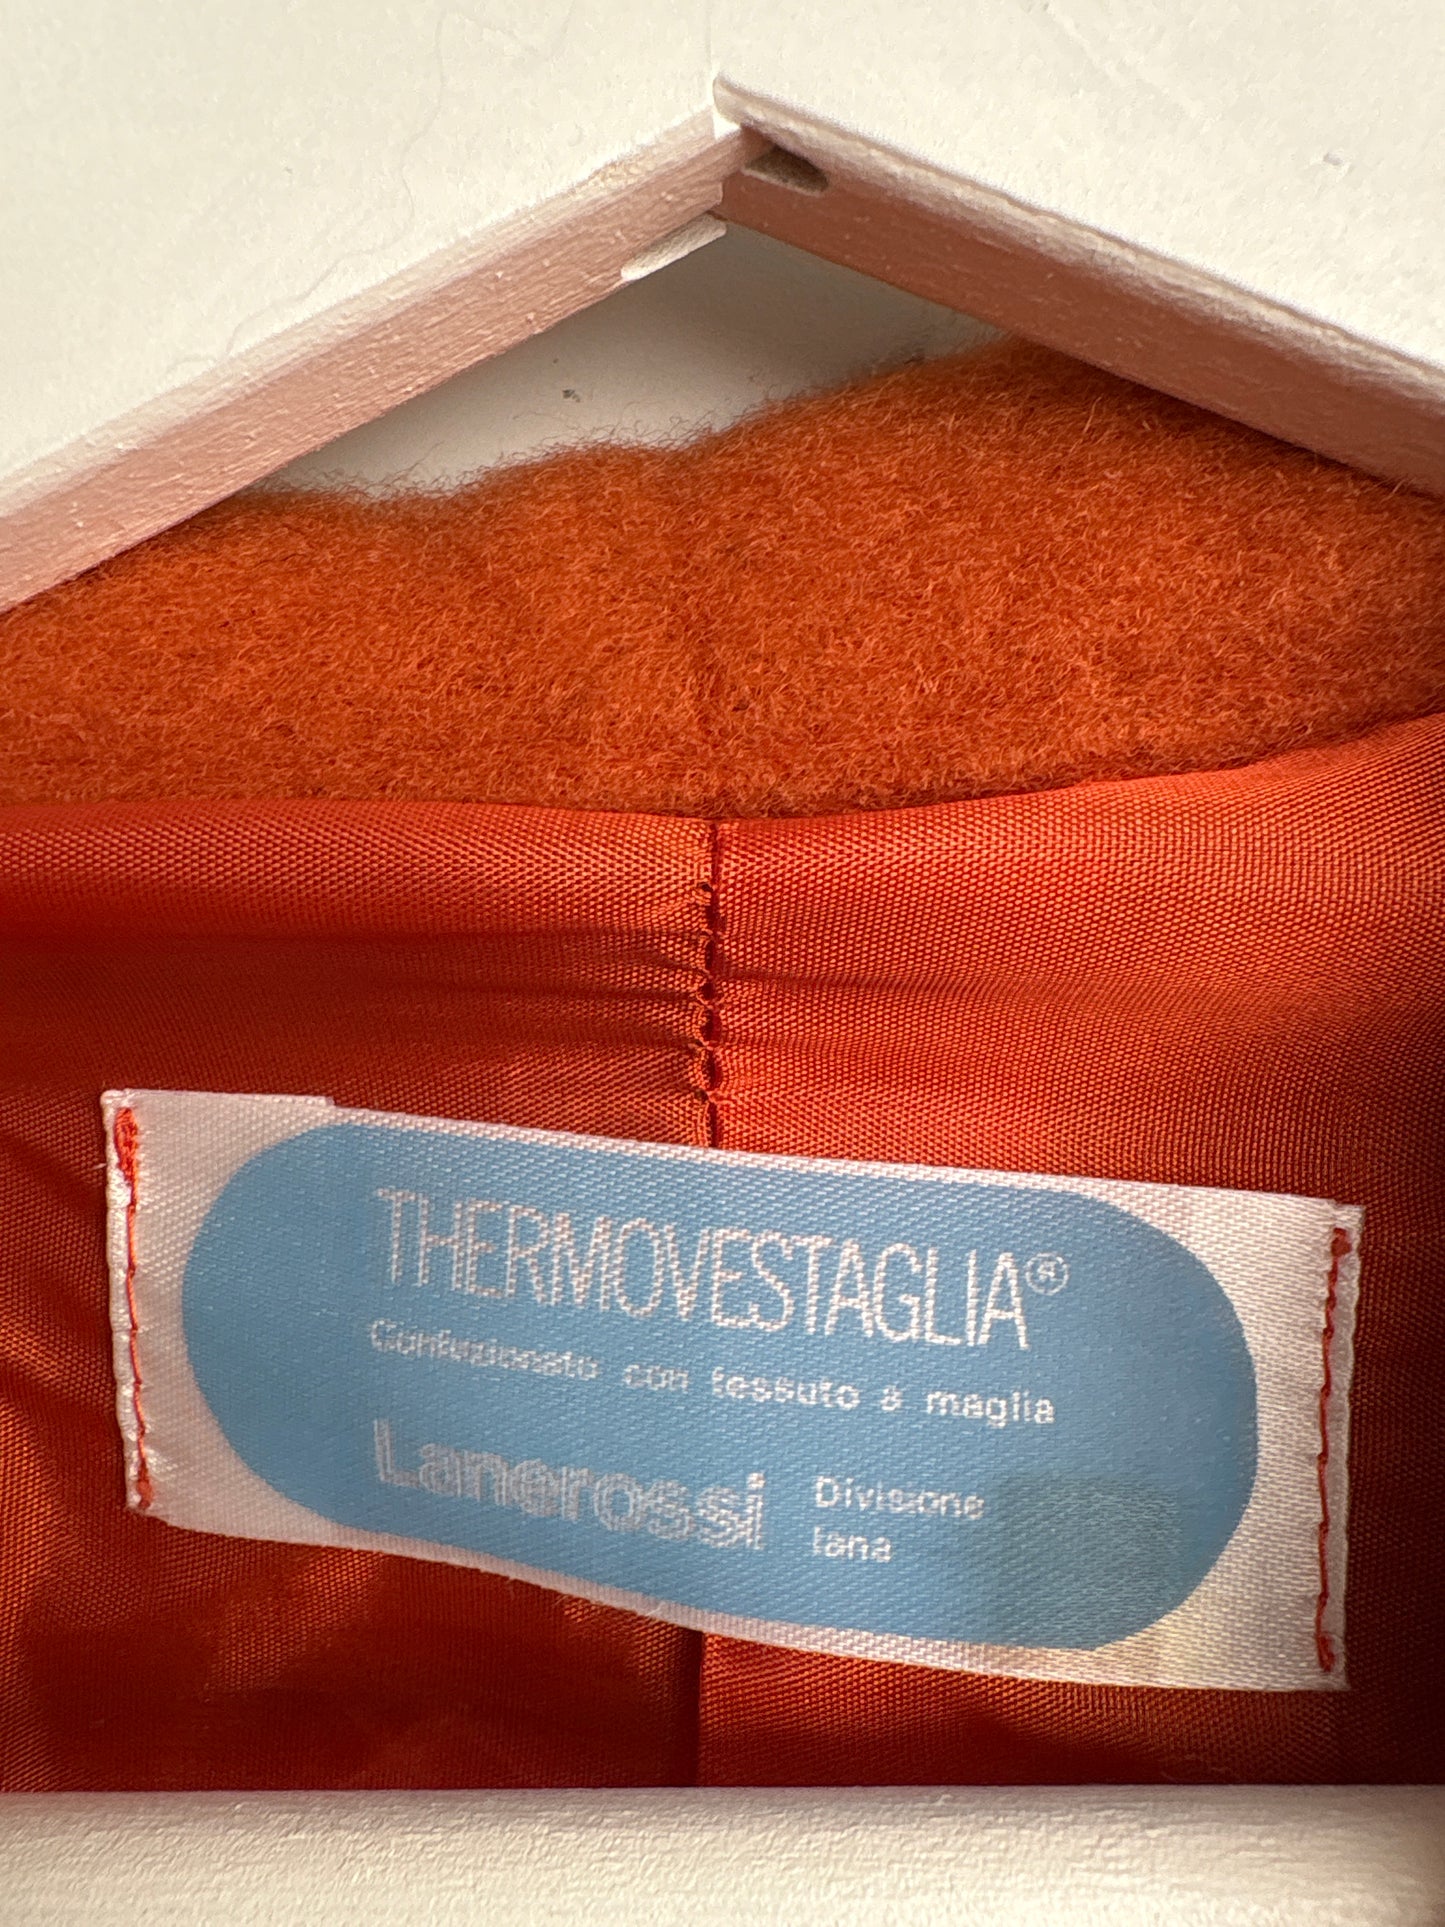 THERMOVESTAGLIA®
Confezionato con tessuto a maglia
Lanerossi Divisione
lana